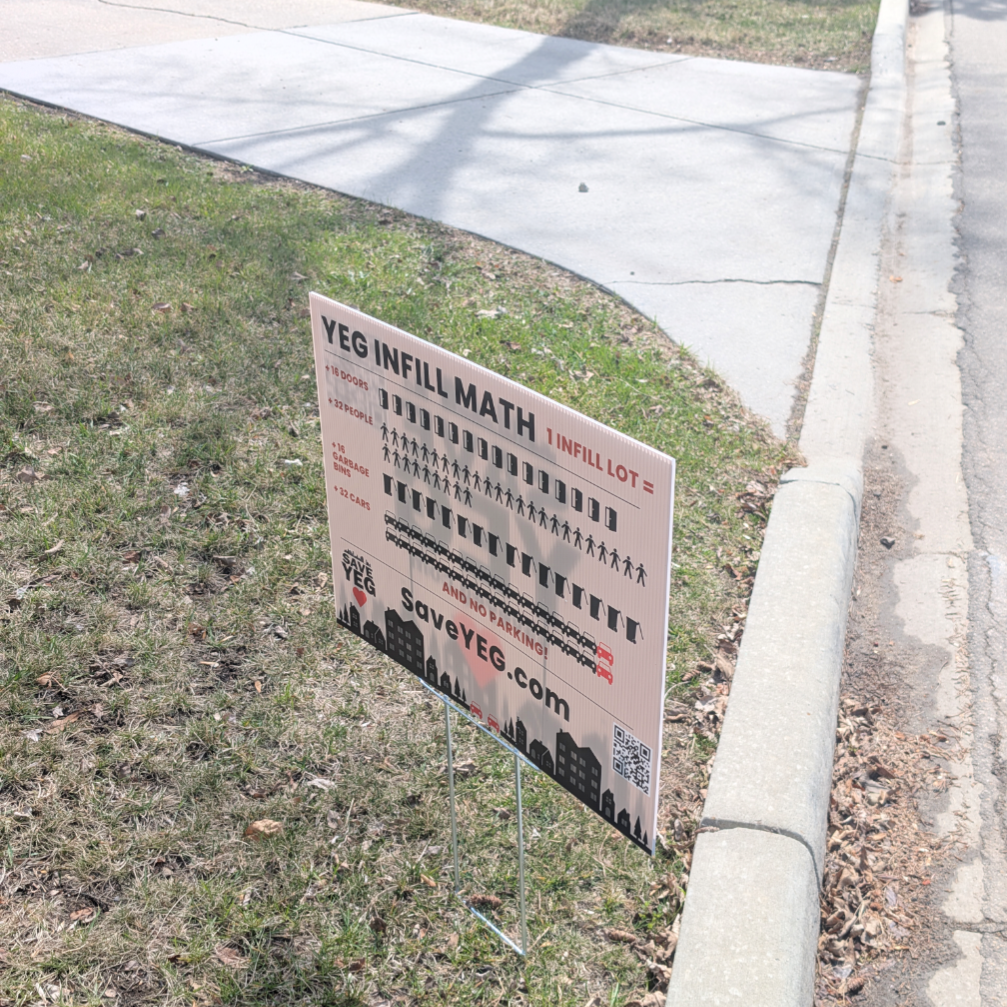 YEG INFILL MATH 1 INFILL LOT =
+16 DOORS
+32 PEOPLE
+16
GARBAGE
BINS
+32 CARS
AND NO PARKING!
SAVE
YEG
SaveYEG.com